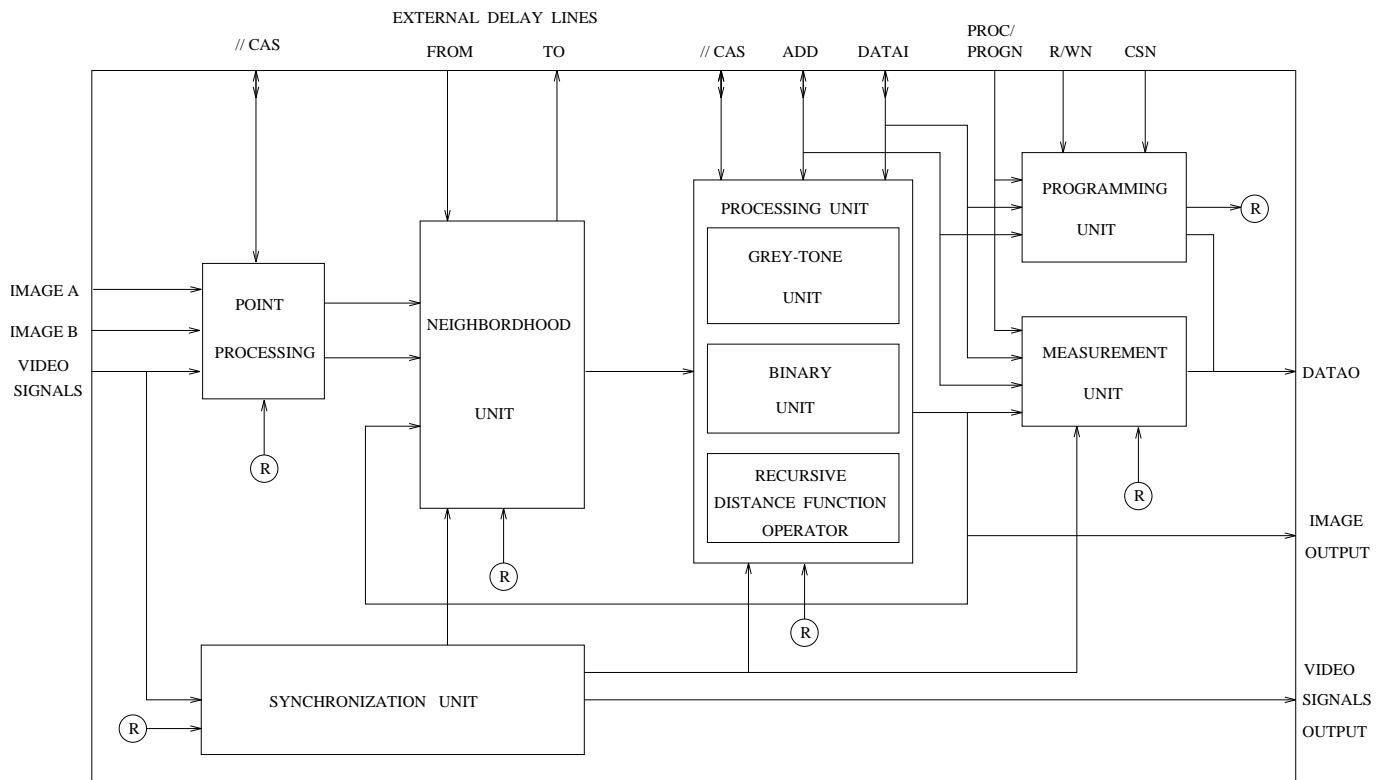 EXTERNAL DELAY LINES
// CAS
FROM
TO
// CAS
ADD
DATAI
PROC/
PROGN
R/WN
CSN
PROGRAMMING
UNIT
R
PROCESSING UNIT
GREY-TONE
UNIT
BINARY
UNIT
RECURSIVE
DISTANCE FUNCTION
OPERATOR
IMAGE A
IMAGE B
VIDEO
SIGNALS
POINT
PROCESSING
R
NEIGHBORDHOOD
UNIT
R
R
MEASUREMENT
UNIT
R
DATAO
IMAGE
OUTPUT
SYNCHRONIZATION UNIT
R
VIDEO
SIGNALS
OUTPUT